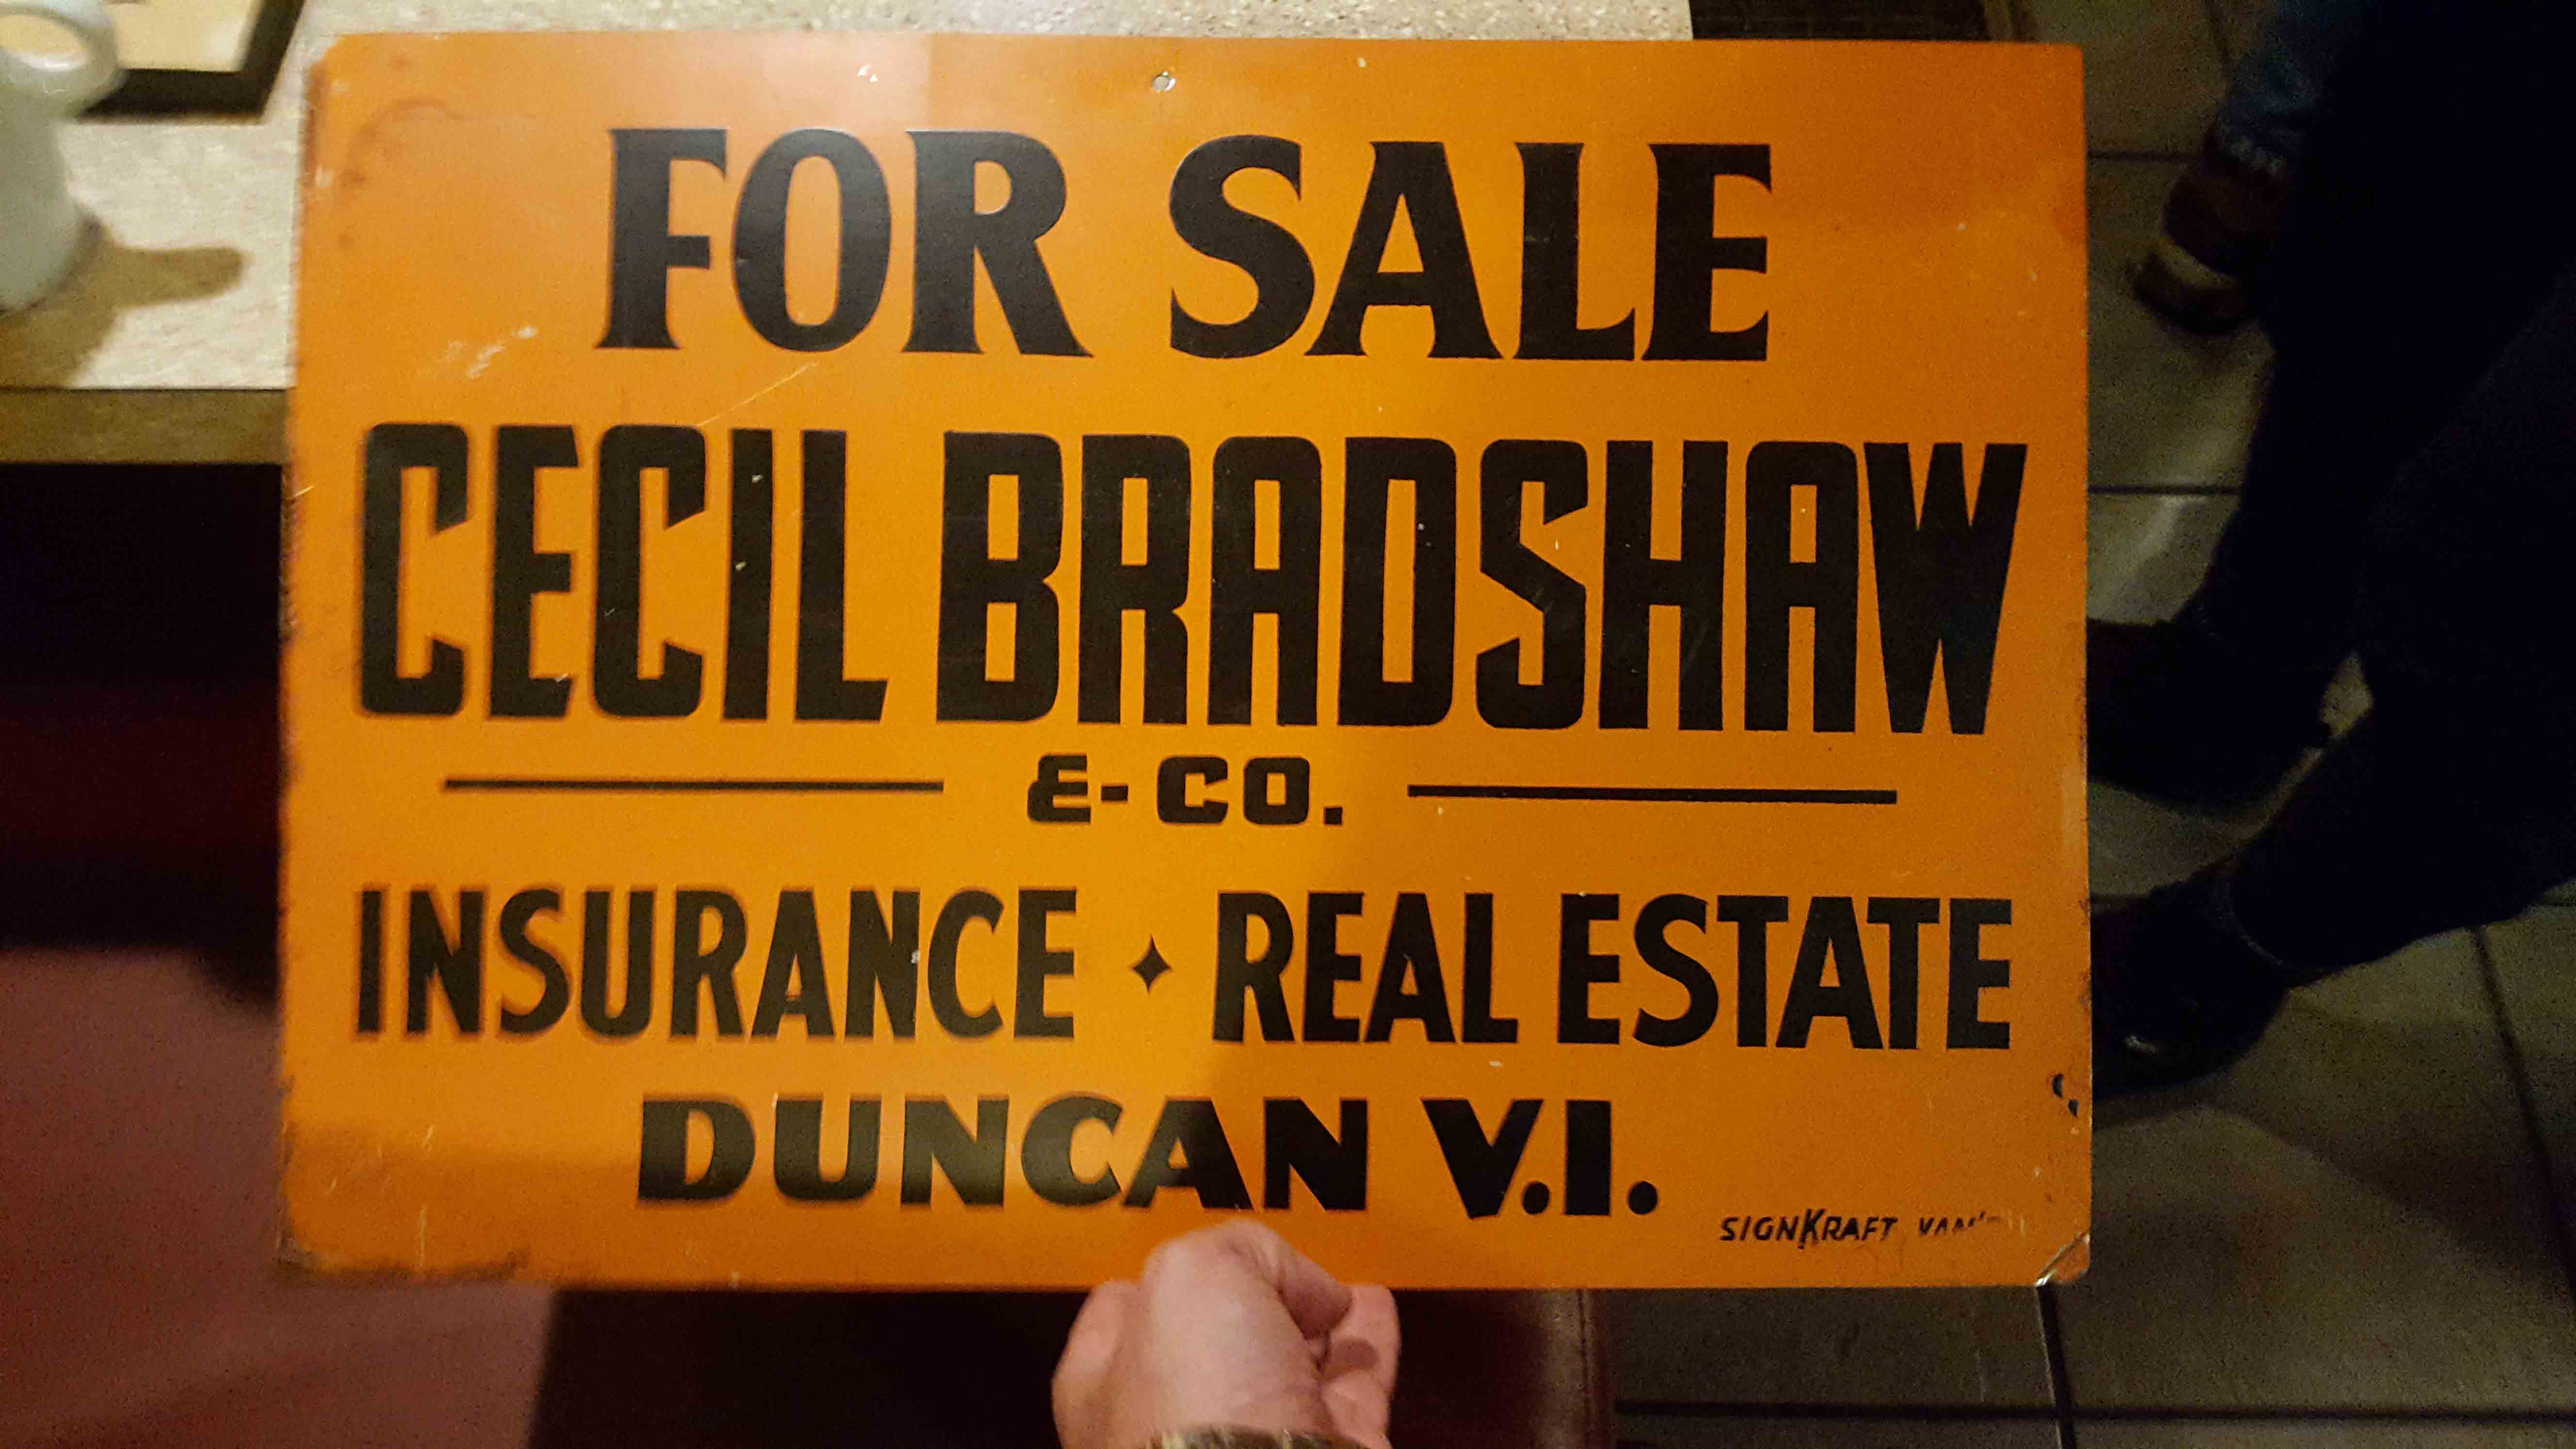 FOR SALE
CECIL BRADSHAW
&-CO.
INSURANCE ✦ REAL ESTATE
DUNCAN V.I.
SIGNKRAFT